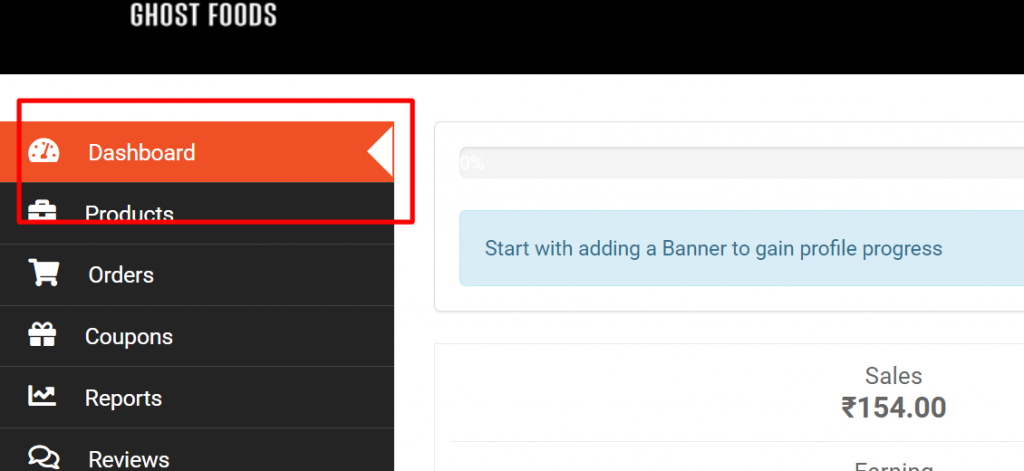 GHOST FOODS
Dashboard
Products
Orders
Coupons
Reports
Reviews
0%
Start with adding a Banner to gain profile progress
Sales
₹154.00
Earning